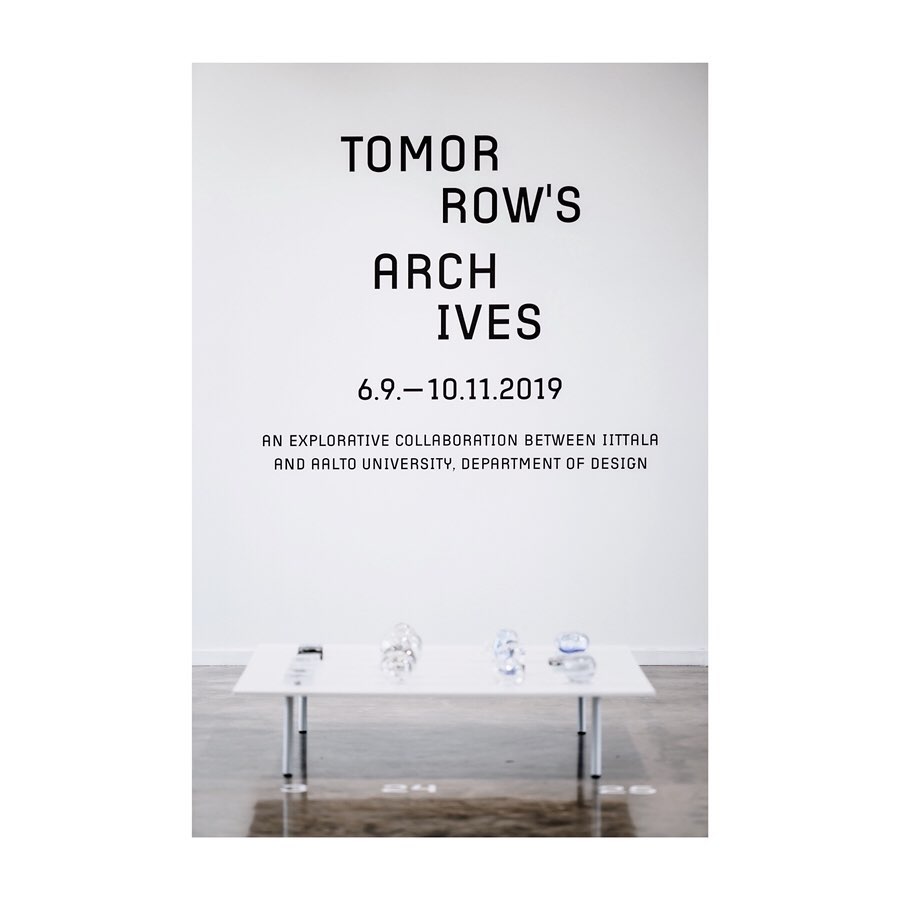 TOMOR
ROW'S
ARCH
IVES
6.9.—10.11.2019
AN EXPLORATIVE COLLABORATION BETWEEN IITTALA
AND AALTO UNIVERSITY, DEPARTMENT OF DESIGN
24